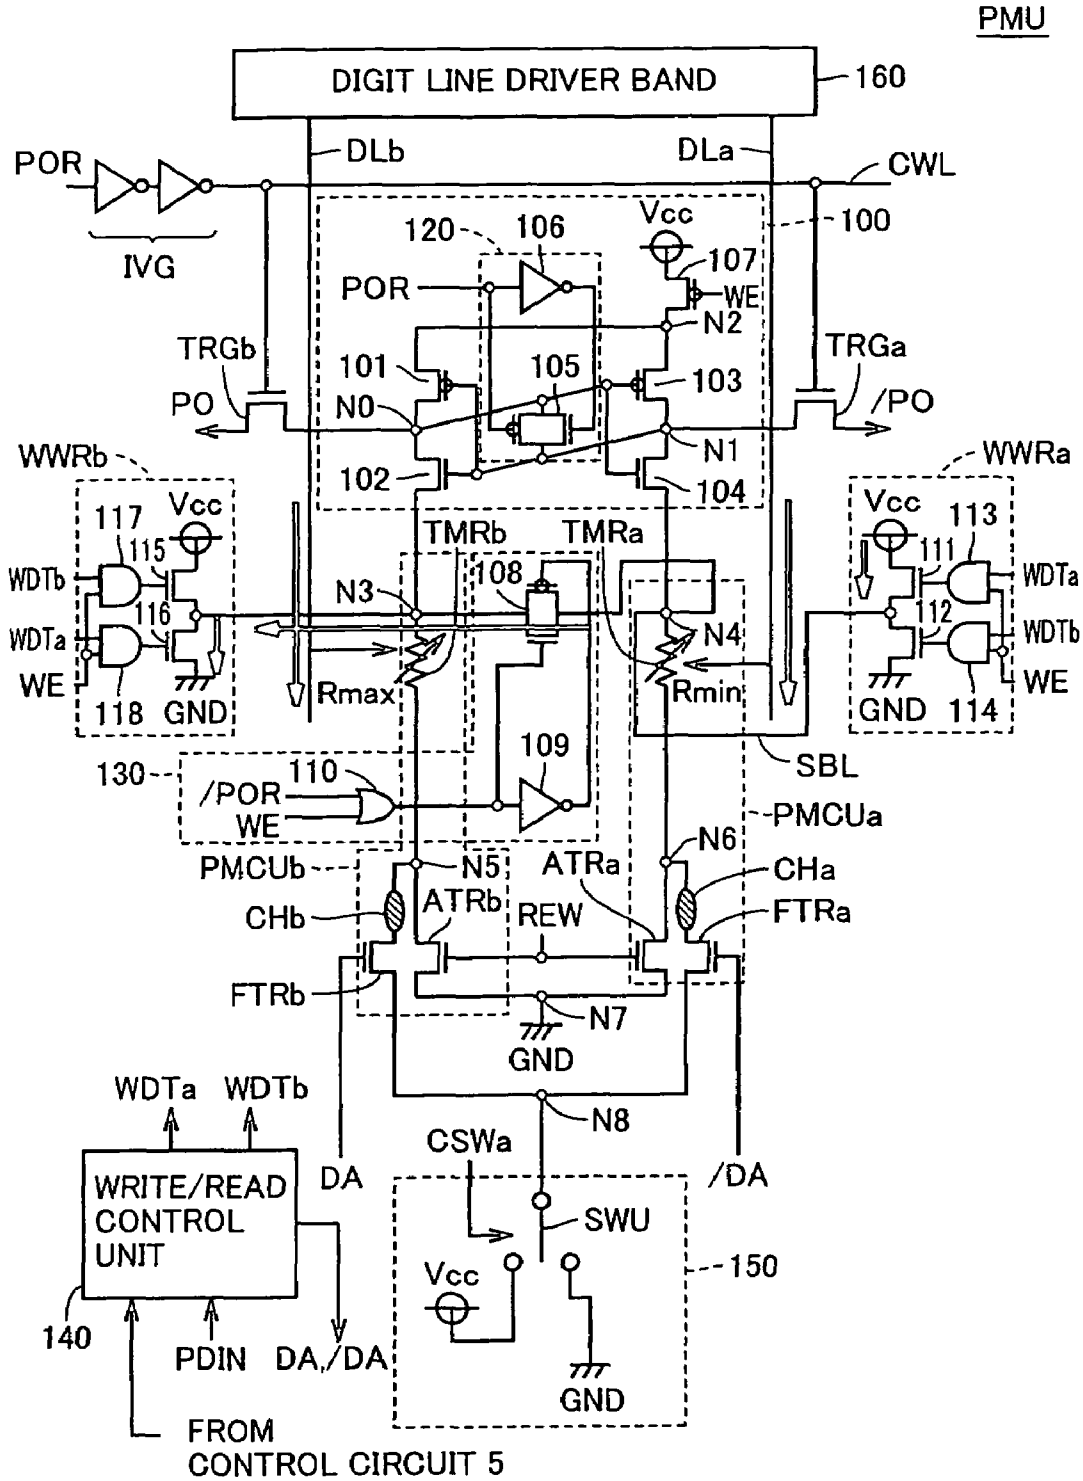 PMU
DIGIT LINE DRIVER BAND
160
DLb
DLa
POR
CWL
IVG
Vcc
100
120
106
107
POR
WE
N2
TRGb
TRGa
101
105
103
PO
N0
/PO
N1
WWRb
102
104
WWRa
Vcc
Vcc
117
115
TMRb
TMRa
111
113
WDTb
108
WDTa
N3
116
112
WDTa
N4
WDTb
WE
Rmax
Rmin
WE
118
GND
GND
114
109
SBL
130
110
/POR
WE
PMCUa
N6
PMCUb
N5
ATRa
CHa
CHb
ATRb
REW
FTRa
FTRb
N7
GND
WDTa
WDTb
N8
CSWa
DA
/DA
WRITE/READ
CONTROL
UNIT
SWU
150
Vcc
140
PDIN
DA,/DA
GND
FROM
CONTROL CIRCUIT 5